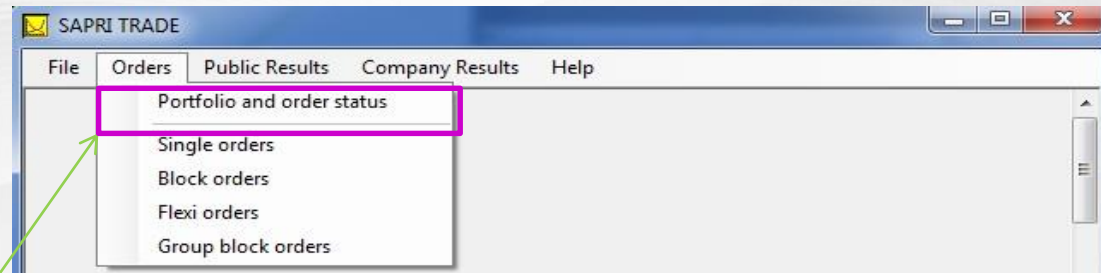 SAPRI TRADE
File Orders Public Results Company Results Help
Portfolio and order status
Single orders
Block orders
Flexi orders
Group block orders